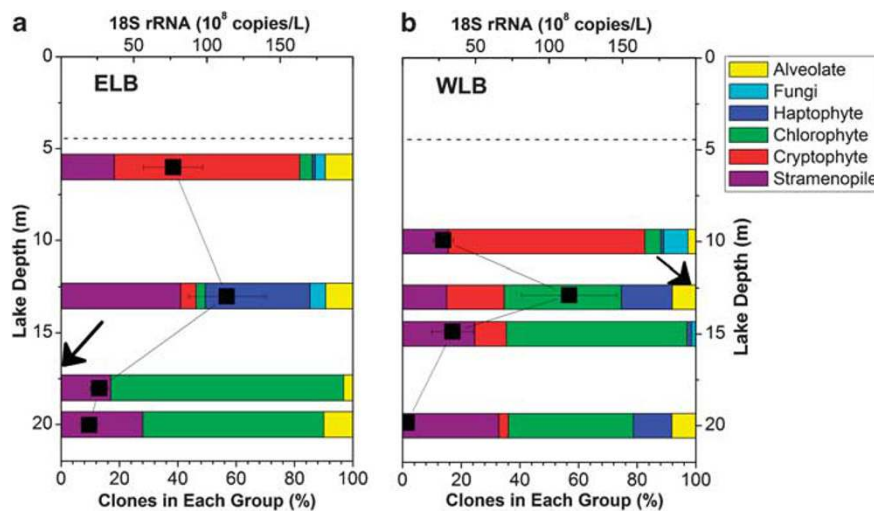 a
18S rRNA (10⁸ copies/L)
0 50 100 150
ELB
Lake Depth (m)
0
5
10
15
20
0 20 40 60 80 100
Clones in Each Group (%)
b
18S rRNA (10⁸ copies/L)
0 50 100 150
WLB
0
5
10
15
20
Lake Depth (m)
0 20 40 60 80 100
Clones in Each Group (%)
Alveolate
Fungi
Haptophyte
Chlorophyte
Cryptophyte
Stramenopile